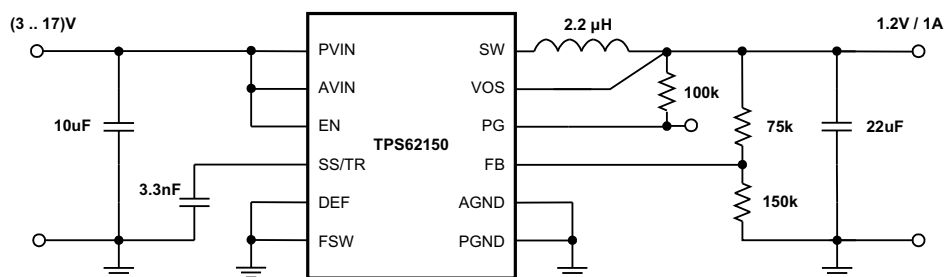 (3 .. 17)V
2.2 µH
1.2V / 1A
PVIN
SW
AVIN
VOS
100k
10uF
EN
PG
75k
22uF
TPS62150
SS/TR
FB
3.3nF
150k
DEF
AGND
FSW
PGND